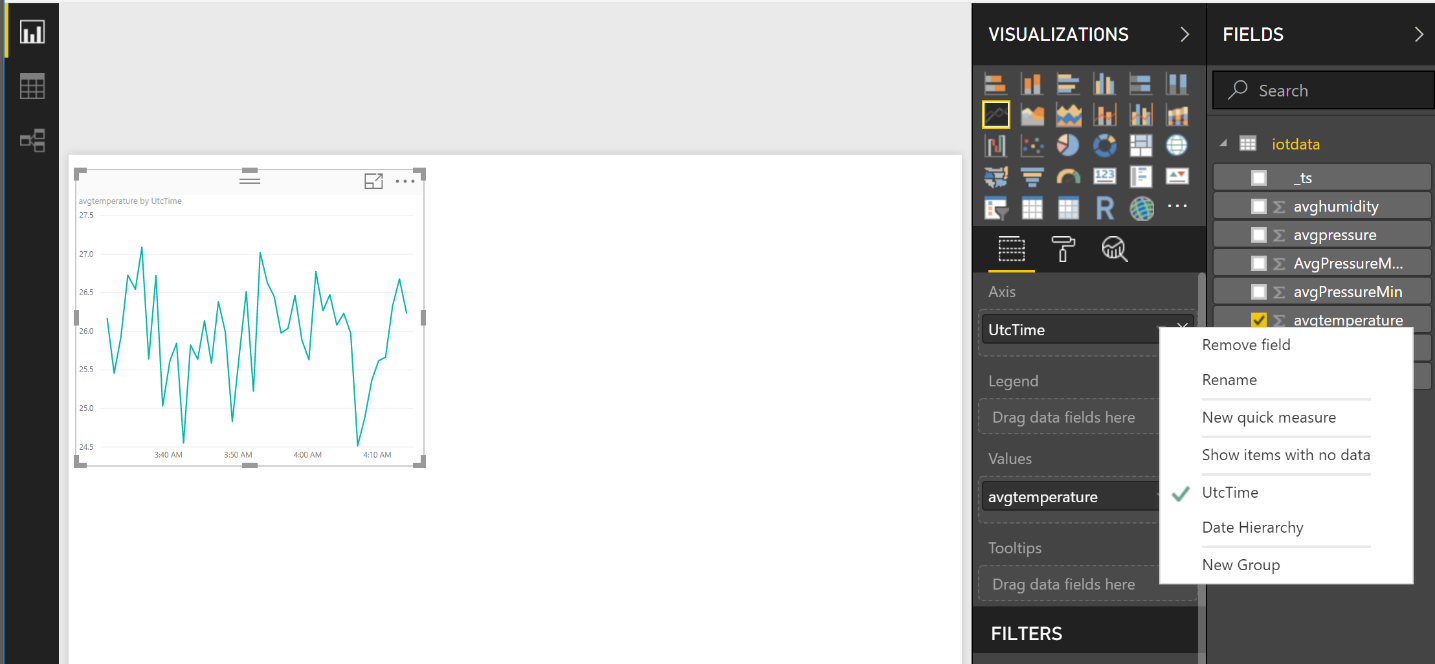 VISUALIZATIONS
FIELDS
Search
iotdata
_ts
avghumidity
avgpressure
AvgPressureM...
avgPressureMin
avgtemperature
avgtemperature by UtcTime
27.5
27.0
26.5
26.0
25.5
25.0
24.5
3:40 AM 3:50 AM 4:00 AM 4:10 AM
123
R
Axis
UtcTime
Legend
Drag data fields here
Values
avgtemperature
Tooltips
Drag data fields here
FILTERS
Remove field
Rename
New quick measure
Show items with no data
UtcTime
Date Hierarchy
New Group